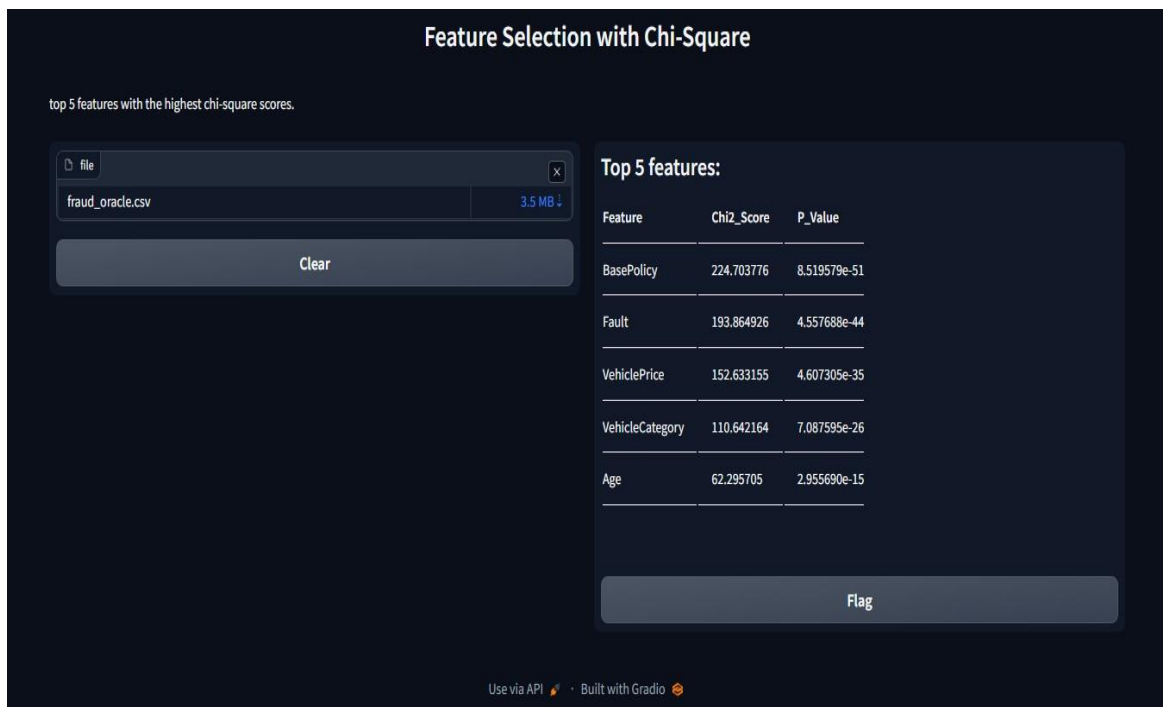 Feature Selection with Chi-Square
top 5 features with the highest chi-square scores.
file
X
fraud_oracle.csv 3.5 MB ↓
Clear
Top 5 features:
Feature Chi2_Score P_Value
BasePolicy 224.703776 8.519579e-51
Fault 193.864926 4.557688e-44
VehiclePrice 152.633155 4.607305e-35
VehicleCategory 110.642164 7.087595e-26
Age 62.295705 2.955690e-15
Flag
Use via API · Built with Gradio